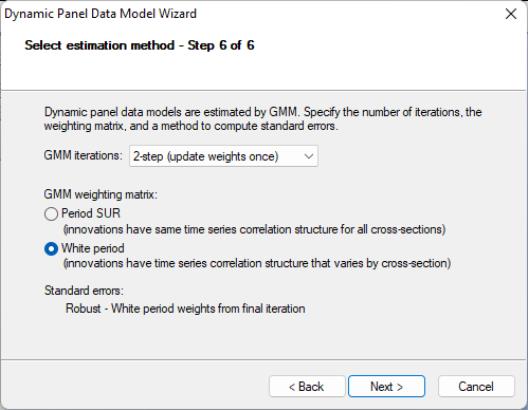 Dynamic Panel Data Model Wizard
Select estimation method - Step 6 of 6
Dynamic panel data models are estimated by GMM. Specify the number of iterations, the
weighting matrix, and a method to compute standard errors.
GMM iterations: 2-step (update weights once)
GMM weighting matrix:
Period SUR
(innovations have same time series correlation structure for all cross-sections)
White period
(innovations have time series correlation structure that varies by cross-section)
Standard errors:
Robust - White period weights from final iteration
< Back Next > Cancel